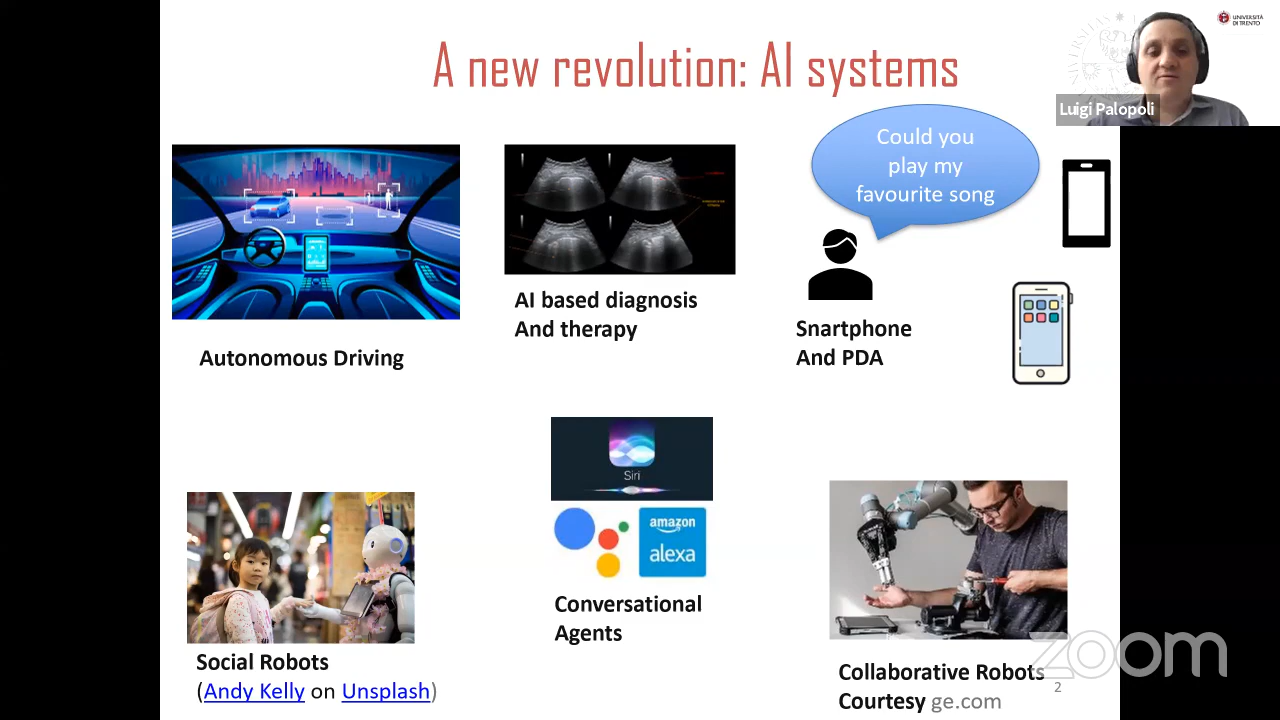 A new revolution: AI systems
UNIVERSITÀ
DI TRENTO
Luigi Palopoli
Could you
play my
favourite song
AI based diagnosis
And therapy
Snartphone
And PDA
Autonomous Driving
Siri
amazon
alexa
Conversational
Agents
Social Robots
(Andy Kelly on Unsplash)
Collaborative Robots
Courtesy ge.com
2
zoom